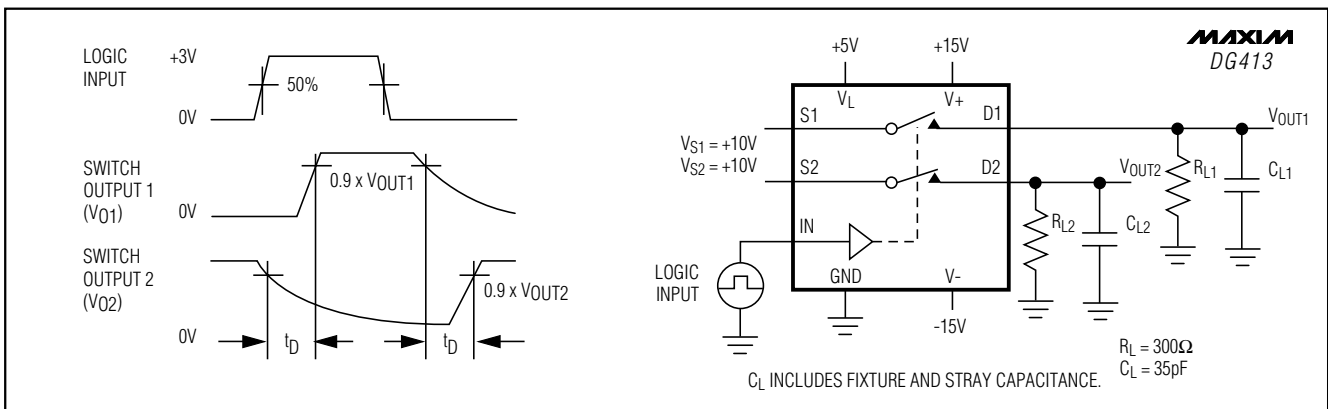 LOGIC
INPUT
+3V
50%
0V
SWITCH
OUTPUT 1
(VO1)
0.9 x VOUT1
0V
SWITCH
OUTPUT 2
(VO2)
0.9 x VOUT2
0V
tD
tD
+5V
+15V
MAXIM
DG413
VL
V+
S1
D1
VOUT1
VS1 = +10V
VS2 = +10V
S2
D2
VOUT2
RL1
CL1
RL2
CL2
IN
LOGIC
INPUT
GND
V-
-15V
RL = 300Ω
CL = 35pF
CL INCLUDES FIXTURE AND STRAY CAPACITANCE.